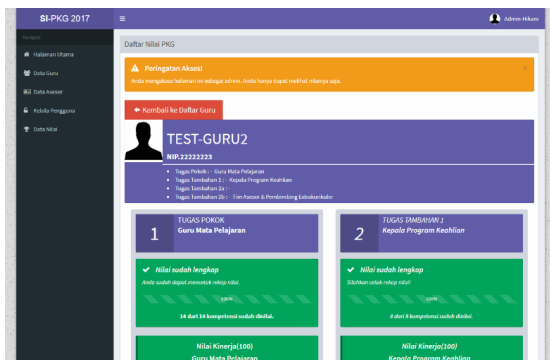 SI-PKG 2017
Admin Hikam
Navigasi
Halaman Utama
Data Guru
Data Asesor
Kelola Pengguna
Data Nilai
Daftar Nilai PKG
Peringatan Akses!
Anda mengakses halaman ini sebagai admin. Anda hanya dapat melihat nilainya saja.
Kembali ke Daftar Guru
TEST-GURU2
NIP.22222223
Tugas Pokok : - Guru Mata Pelajaran
Tugas Tambahan 1 : - Kepala Program Keahlian
Tugas Tambahan 2a : -
Tugas Tambahan 2b : - Tim Asesor & Pembimbing Extrakurikuler
1
TUGAS POKOK
Guru Mata Pelajaran
Nilai sudah lengkap
Anda sudah dapat mencetak rekap nilai.
100%
14 dari 14 kompetensi sudah dinilai.
Nilai Kinerja(100)
Guru Mata Pelajaran
2
TUGAS TAMBAHAN 1
Kepala Program Keahlian
Nilai sudah lengkap
Silahkan cetak rekap nilai!
100%
8 dari 8 kompetensi sudah dinilai.
Nilai Kinerja(100)
Kepala Program Keahlian